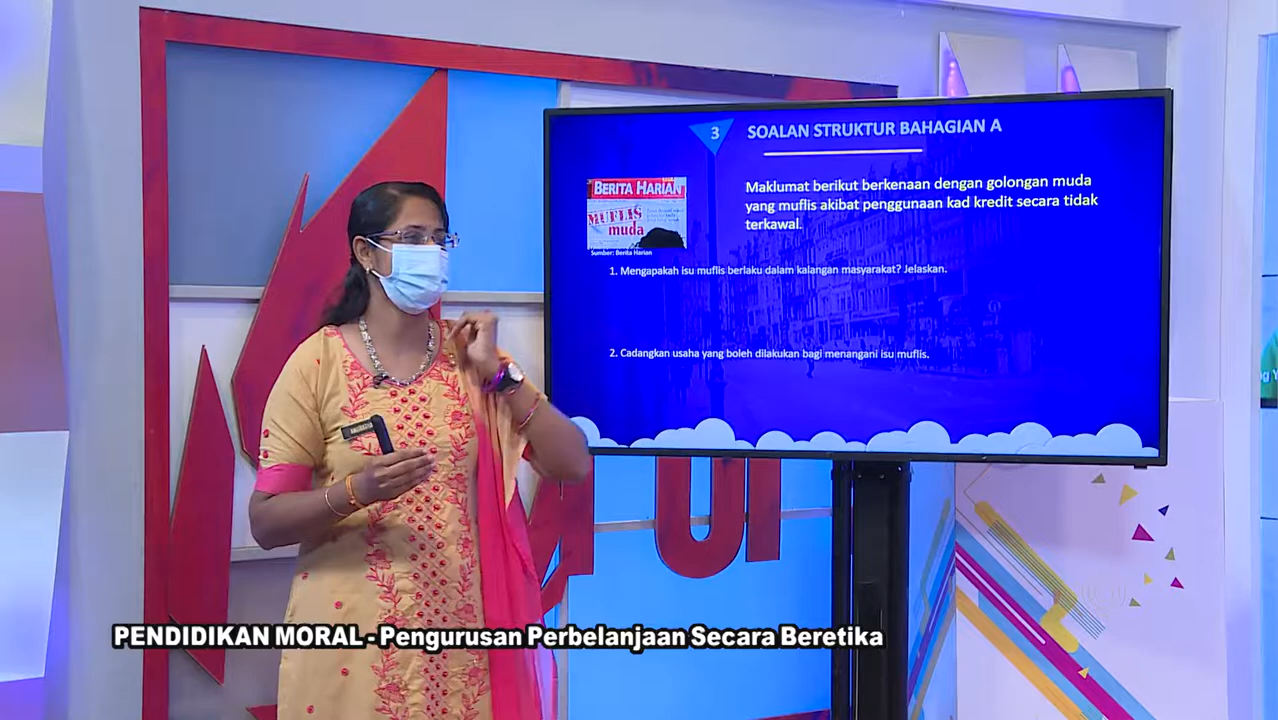 3
SOALAN STRUKTUR BAHAGIAN A
BERITA HARIAN
MUFLIS
muda
Sumber: Berita Harian
Maklumat berikut berkenaan dengan golongan muda
yang muflis akibat penggunaan kad kredit secara tidak
terkawal.
1. Mengapakah isu muflis berlaku dalam kalangan masyarakat? Jelaskan.
2. Cadangkan usaha yang boleh dilakukan bagi menangani isu muflis.
PENDIDIKAN MORAL - Pengurusan Perbelanjaan Secara Beretika